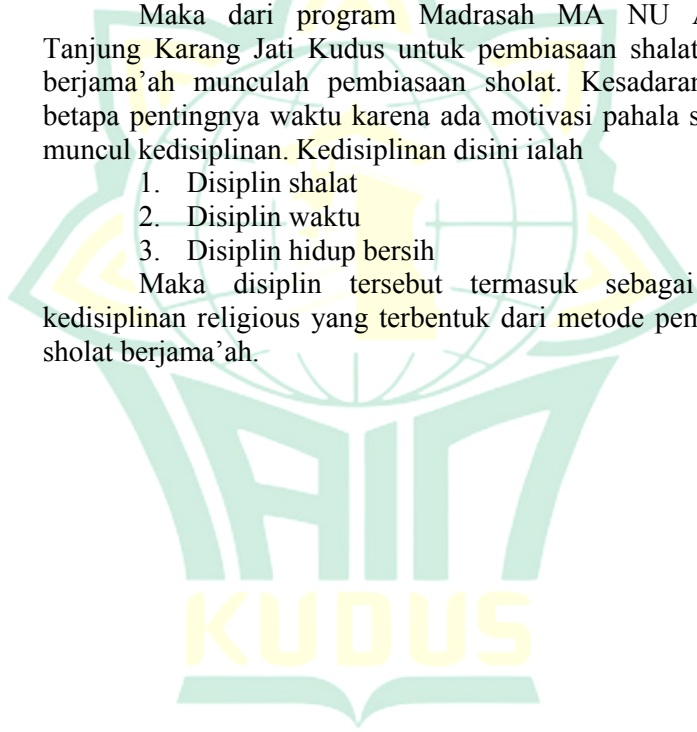 Maka dari program Madrasah MA NU
Tanjung Karang Jati Kudus untuk pembiasaan shalat
berjama’ah munculah pembiasaan sholat. Kesadaran
betapa pentingnya waktu karena ada motivasi pahala
muncul kedisiplinan. Kedisiplinan disini ialah
1. Disiplin shalat
2. Disiplin waktu
3. Disiplin hidup bersih
Maka disiplin tersebut termasuk sebagai
kedisiplinan religious yang terbentuk dari metode
sholat berjama’ah.
IAIN
KUDUS